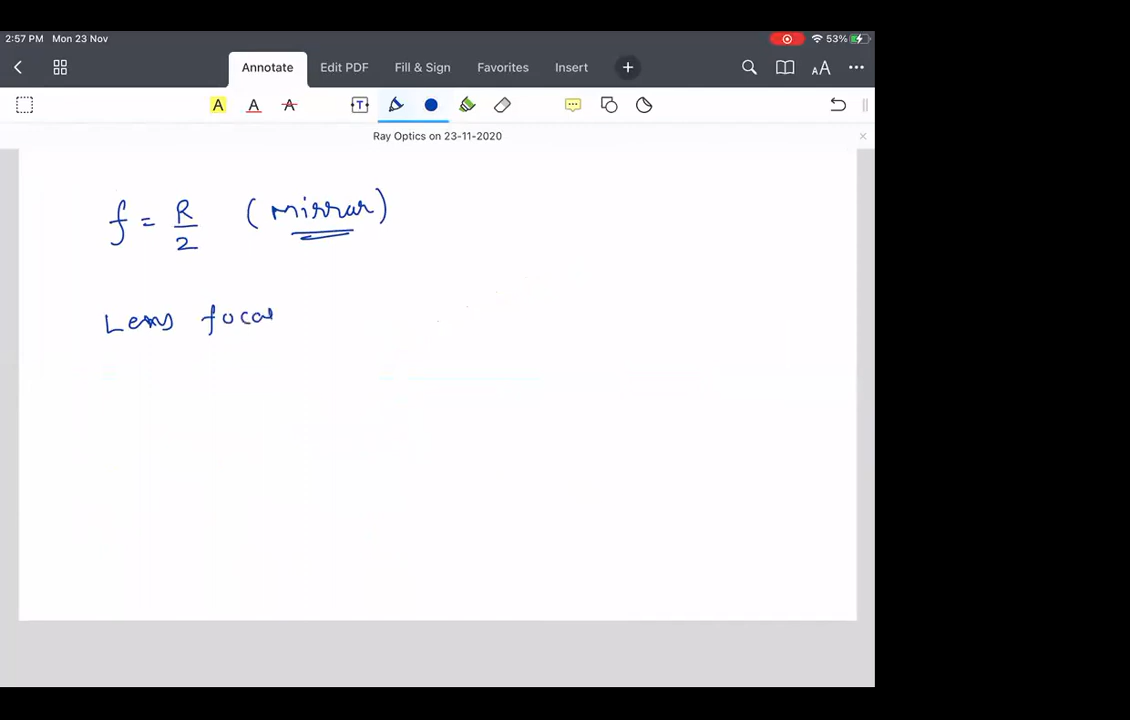 2:57 PM Mon 23 Nov
53%
Annotate Edit PDF Fill & Sign Favorites Insert
Ray Optics on 23-11-2020
f = R/2 (mirror)
Lens focal